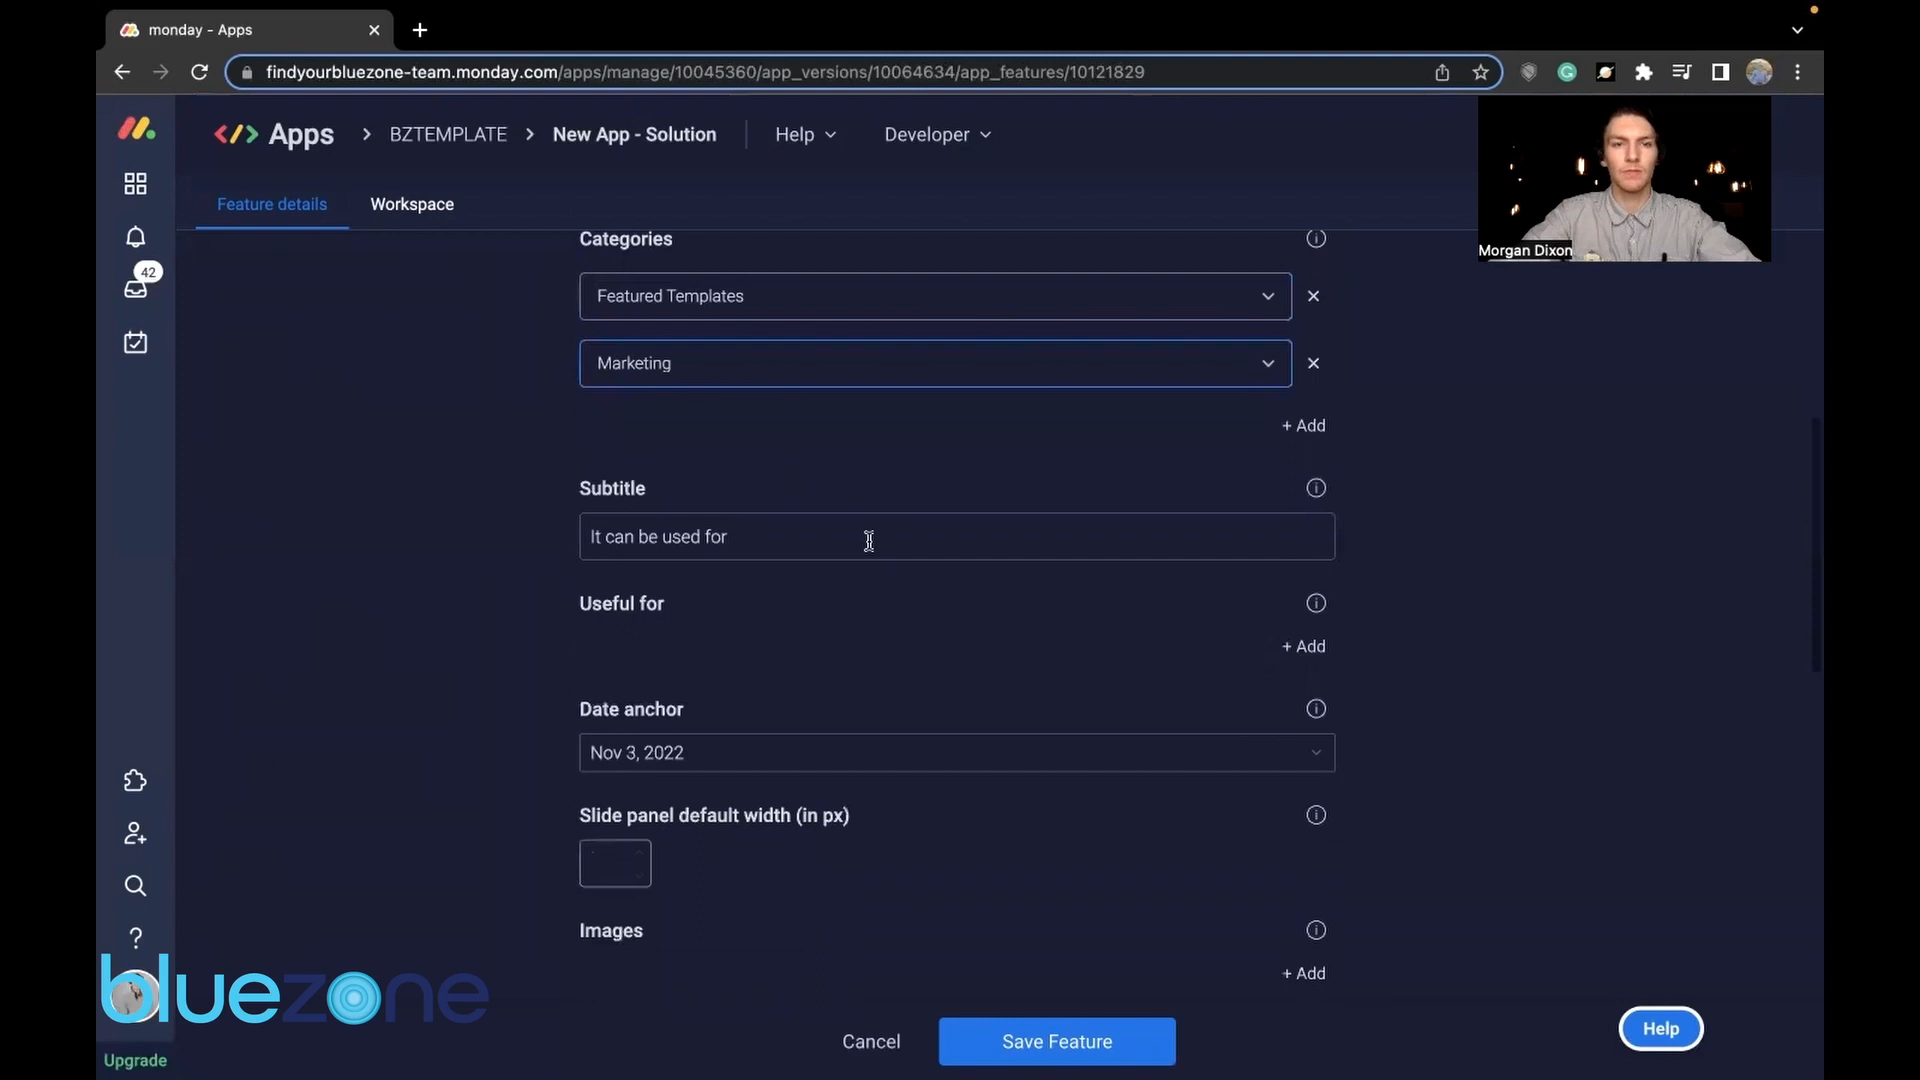 monday - Apps
findyourbluezone-team.monday.com/apps/manage/10045360/app_versions/10064634/app_features/10121829
</> Apps > BZTEMPLATE > New App - Solution Help Developer
Feature details Workspace
42
Morgan Dixon
Categories
Featured Templates
Marketing
+ Add
Subtitle
It can be used for
Useful for
+ Add
Date anchor
Nov 3, 2022
Slide panel default width (in px)
Images
+ Add
bluezone
Cancel Save Feature Help
Upgrade